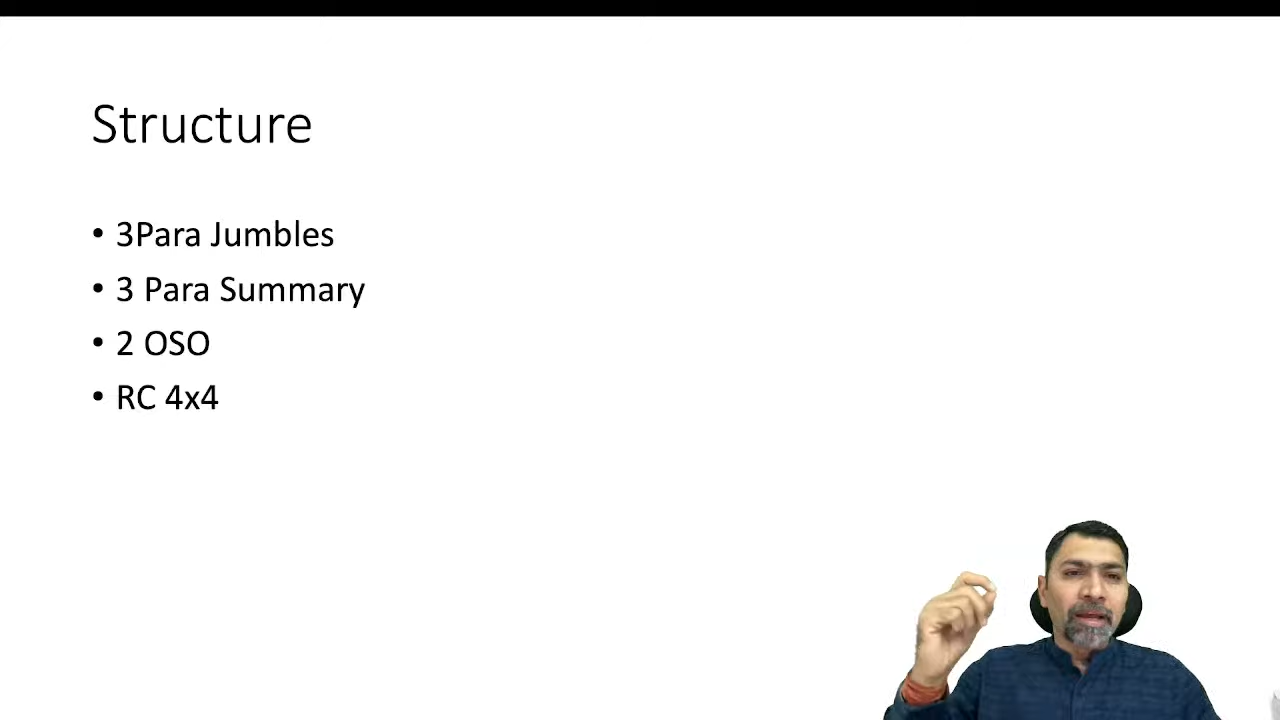 Structure
• 3Para Jumbles
• 3 Para Summary
• 2 OSO
• RC 4x4